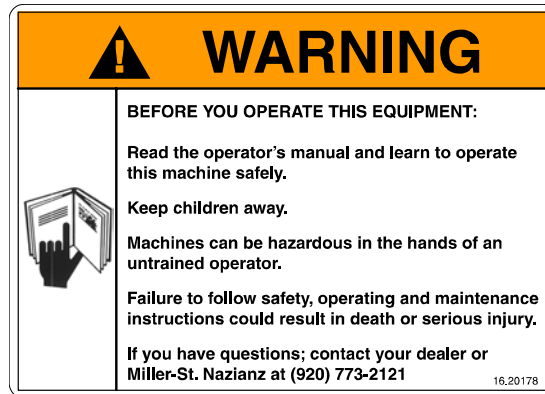 WARNING
BEFORE YOU OPERATE THIS EQUIPMENT:
Read the operator's manual and learn to operate
this machine safely.
Keep children away.
Machines can be hazardous in the hands of an
untrained operator.
Failure to follow safety, operating and maintenance
instructions could result in death or serious injury.
If you have questions; contact your dealer or
Miller-St. Nazianz at (920) 773-2121
16.20178